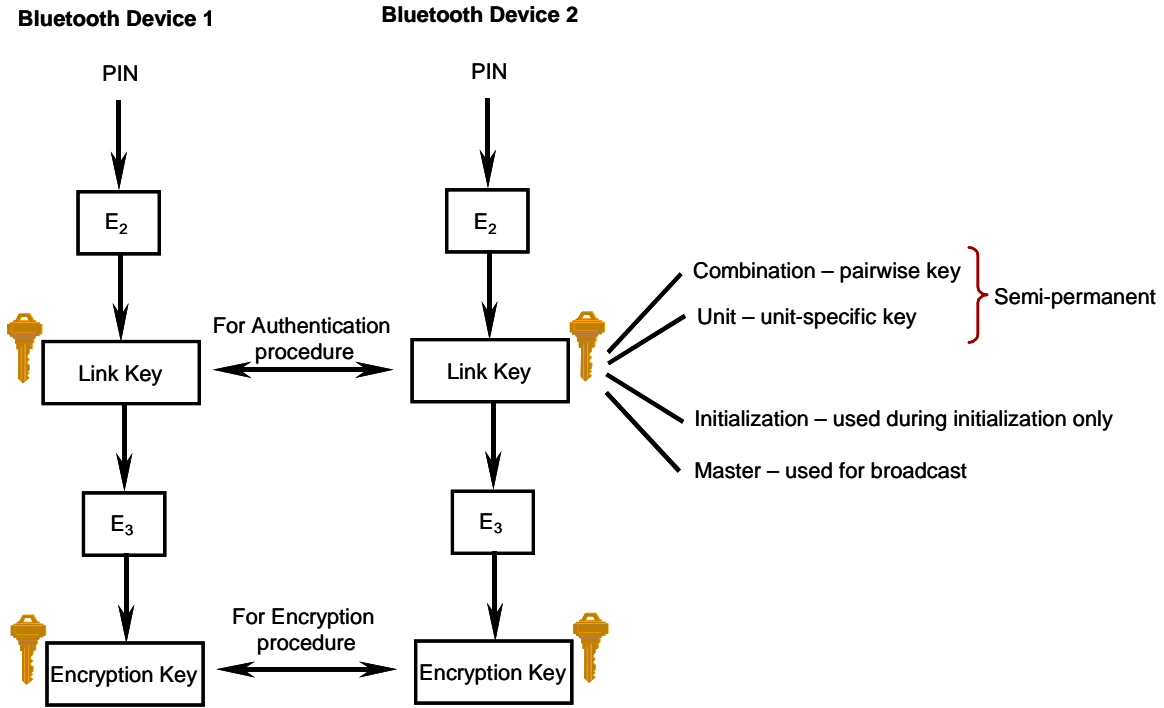 Bluetooth Device 1
Bluetooth Device 2
PIN
PIN
E₂
E₂
Combination – pairwise key
Semi-permanent
Unit – unit-specific key
For Authentication
procedure
Link Key
Link Key
Initialization – used during initialization only
Master – used for broadcast
E₃
E₃
For Encryption
procedure
Encryption Key
Encryption Key